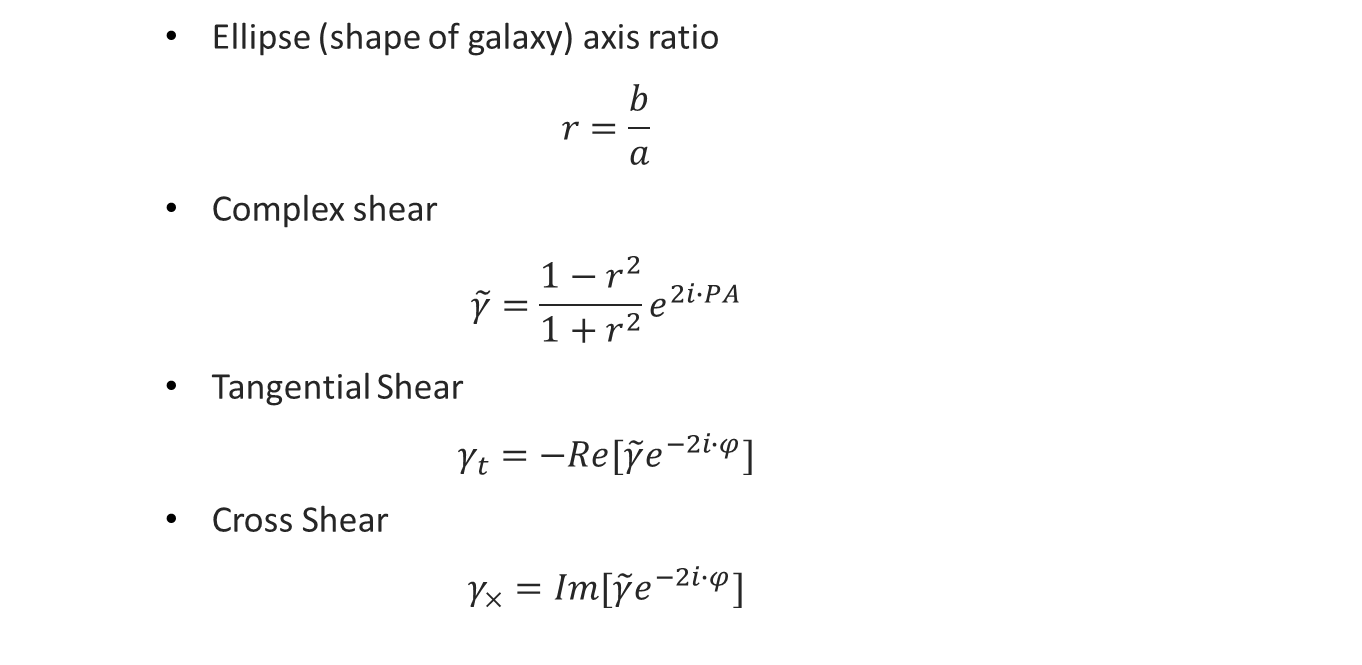 • Ellipse (shape of galaxy) axis ratio
r = b/a
• Complex shear
γ̃ = (1 − r²)/(1 + r²) e^{2i·PA}
• Tangential Shear
γ_t = −Re[γ̃e^{−2i·φ}]
• Cross Shear
γ_× = Im[γ̃e^{−2i·φ}]